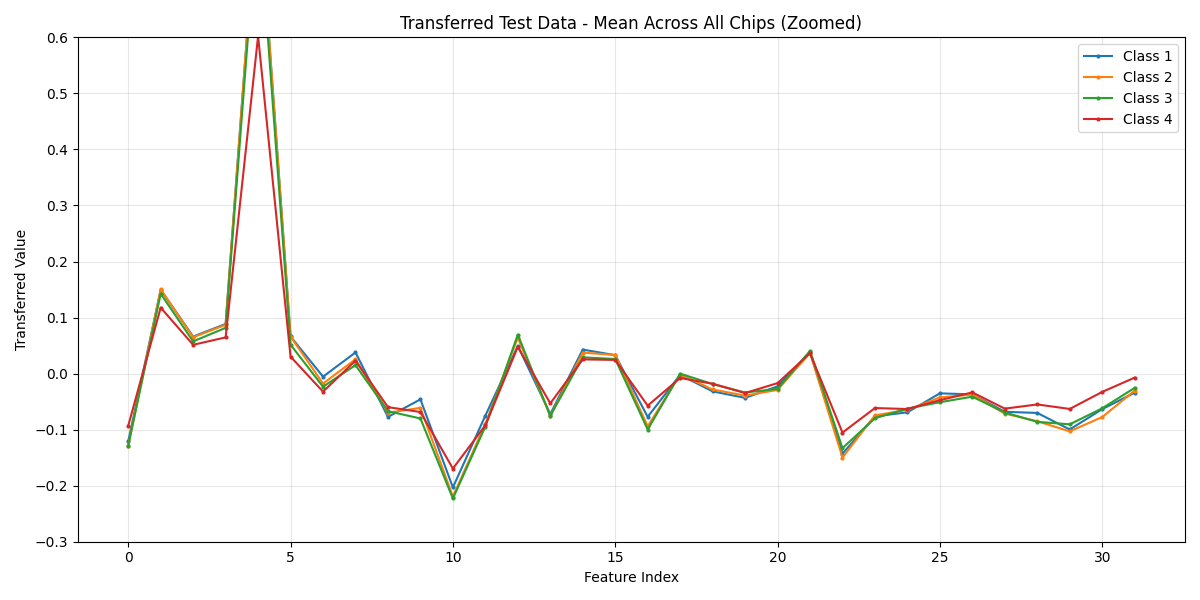 Transferred Test Data - Mean Across All Chips (Zoomed)
Transferred Value
0.6
0.5
0.4
0.3
0.2
0.1
0.0
−0.1
−0.2
−0.3
Class 1
Class 2
Class 3
Class 4
0 5 10 15 20 25 30
Feature Index